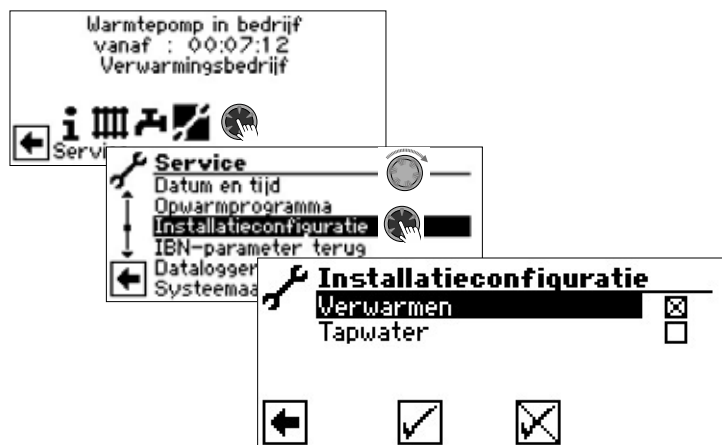 Warmtepomp in bedrijf
vanaf : 00:07:12
Verwarmingsbedrijf
Servi
Service
Datum en tijd
Opwarmprogramma
Installatieconfiguratie
IBN-parameter terug
Datalogger
Systeemaa
Installatieconfiguratie
Verwarmen
Tapwater